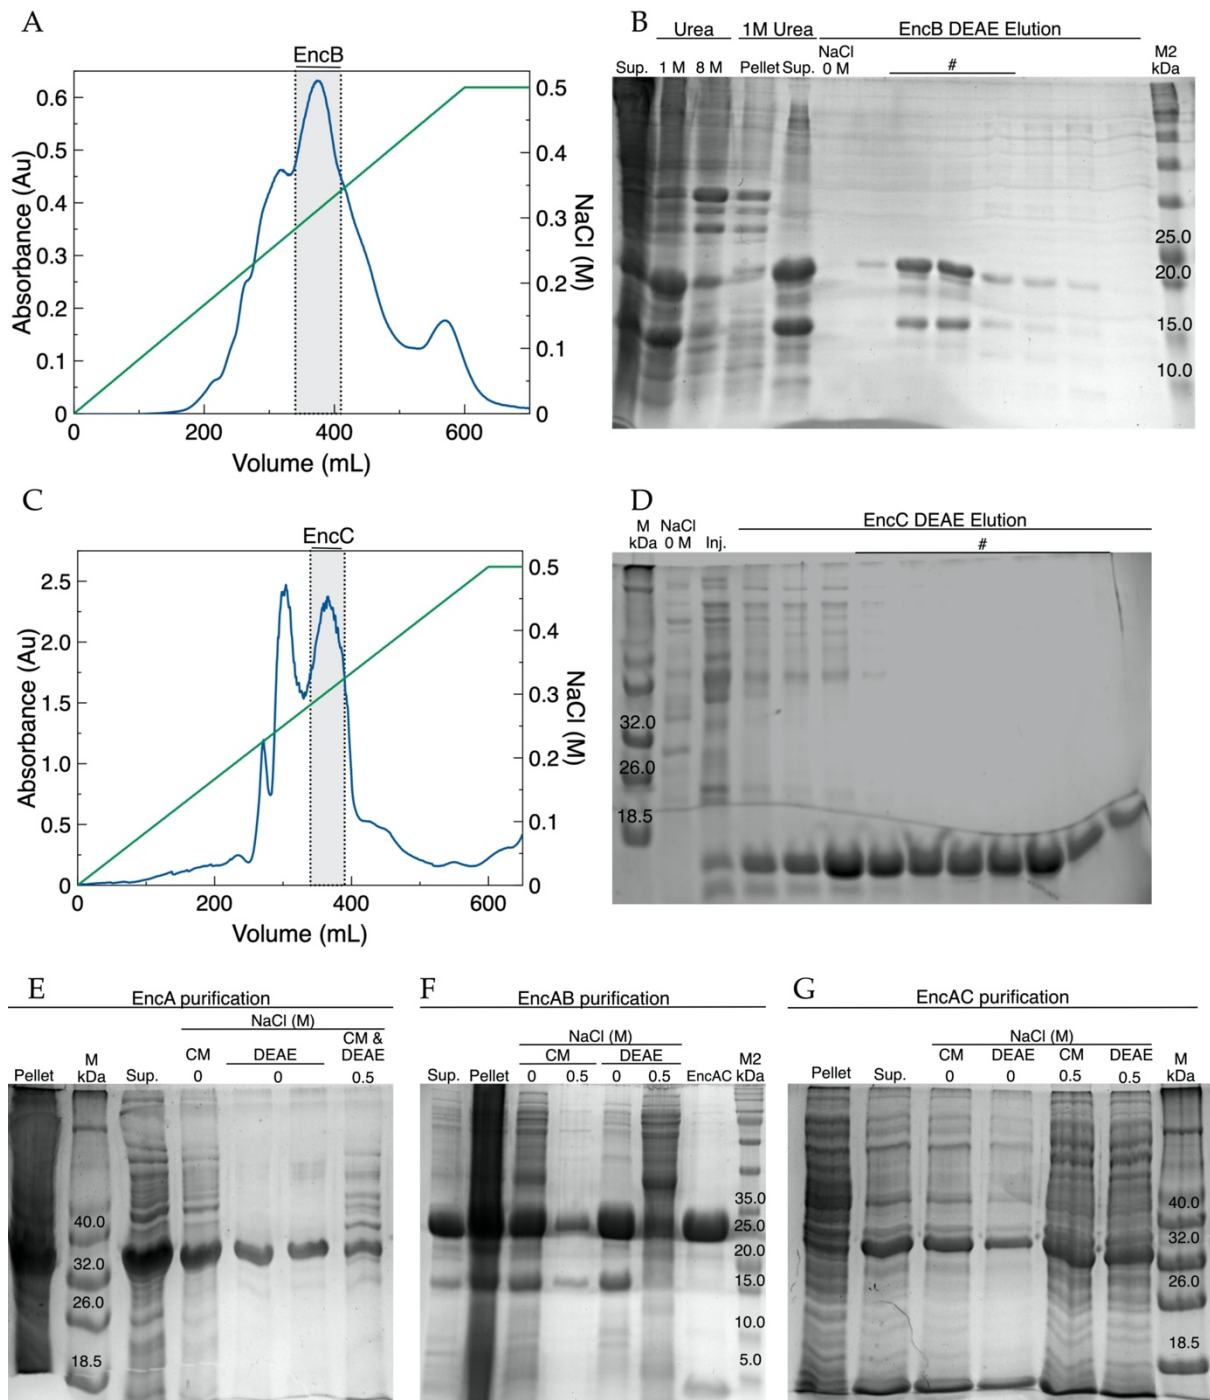 A
EncB
0.6
0.5
0.4
0.3
0.2
0.1
0
0.5
0.4
0.3
0.2
0.1
0
Absorbance (Au)
NaCl (M)
0 200 400 600
Volume (mL)
B
Urea 1M Urea EncB DEAE Elution
Sup. 1 M 8 M Pellet Sup. NaCl 0 M # M2 kDa
25.0
20.0
15.0
10.0
C
EncC
2.5
2.0
1.5
1.0
0.5
0
0.5
0.4
0.3
0.2
0.1
0
Absorbance (Au)
NaCl (M)
0 200 400 600
Volume (mL)
D
M kDa NaCl 0 M Inj. EncC DEAE Elution
#
32.0
26.0
18.5
E
EncA purification
NaCl (M)
CM DEAE CM & DEAE
Pellet M kDa Sup. 0 0 0.5
40.0
32.0
26.0
18.5
F
EncAB purification
NaCl (M)
CM DEAE M2
Sup. Pellet 0 0.5 0 0.5 EncAC kDa
35.0
25.0
20.0
15.0
10.0
5.0
G
EncAC purification
NaCl (M)
CM DEAE CM DEAE M
Pellet Sup. 0 0 0.5 0.5 kDa
40.0
32.0
26.0
18.5